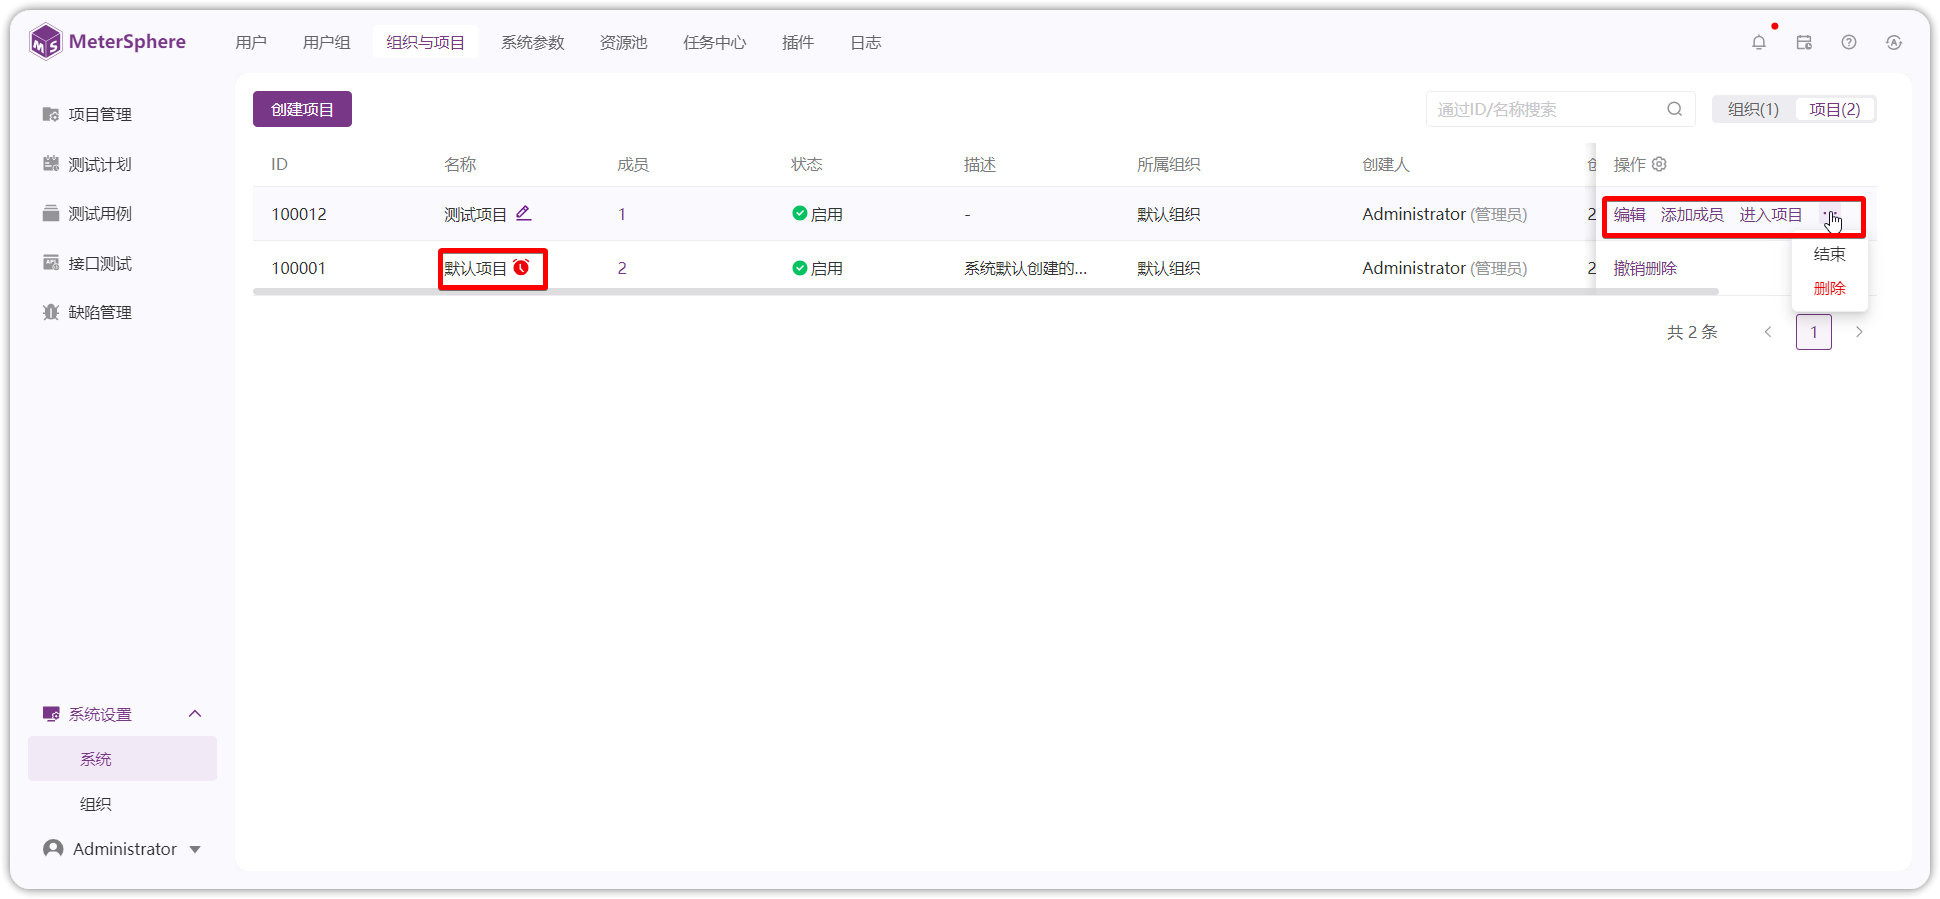 MeterSphere
用户 用户组 组织与项目 系统参数 资源池 任务中心 插件 日志
项目管理
测试计划
测试用例
接口测试
缺陷管理
系统设置
系统
组织
Administrator
创建项目
通过ID/名称搜索
组织(1) 项目(2)
ID 名称 成员 状态 描述 所属组织 创建人 操作
100012 测试项目 1 启用 - 默认组织 Administrator (管理员) 2 编辑 添加成员 进入项目
100001 默认项目 2 启用 系统默认创建的... 默认组织 Administrator (管理员) 2 撤销删除
结束
删除
共 2 条 1